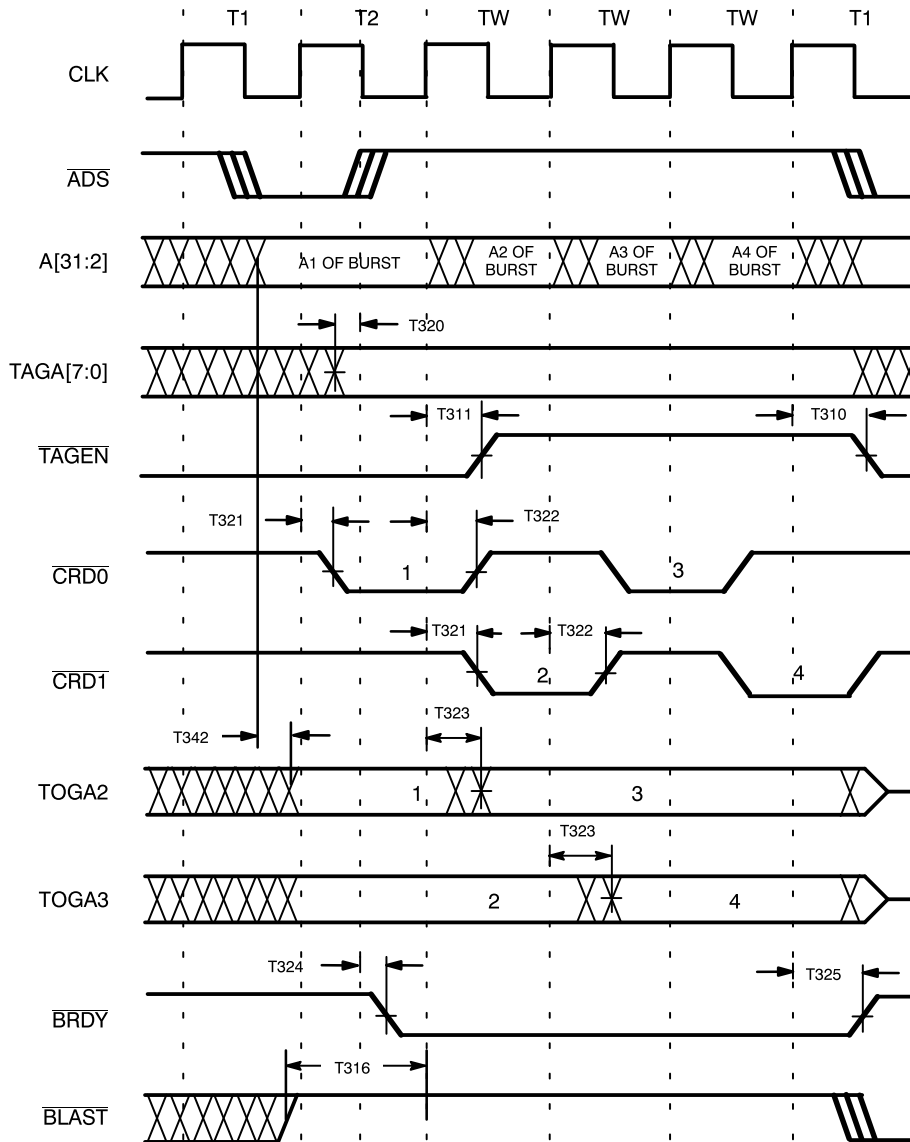 T1 T2 TW TW TW T1
CLK
ADS
A[31:2] A1 OF BURST A2 OF BURST A3 OF BURST A4 OF BURST
T320
TAGA[7:0]
T311 T310
TAGEN
T321 T322
CRD0 1 3
T321 T322
CRD1 2 4
T342 T323
TOGA2 1 3
T323
TOGA3 2 4
T324 T325
BRDY
T316
BLAST